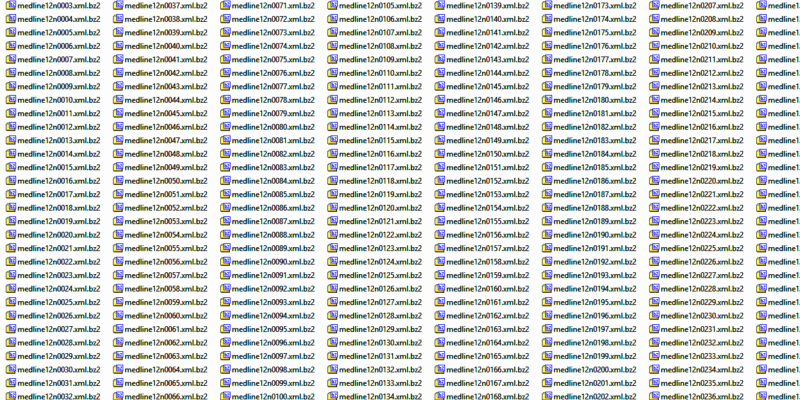 medline12n0003.xml.bz2 medline12n0037.xml.bz2 medline12n0071.xml.bz2 medline12n0105.xml.bz2 medline12n0139.xml.bz2 medline12n0173.xml.bz2 medline12n0207.xml.bz2 medline1
medline12n0004.xml.bz2 medline12n0038.xml.bz2 medline12n0072.xml.bz2 medline12n0106.xml.bz2 medline12n0140.xml.bz2 medline12n0174.xml.bz2 medline12n0208.xml.bz2 medline1
medline12n0005.xml.bz2 medline12n0039.xml.bz2 medline12n0073.xml.bz2 medline12n0107.xml.bz2 medline12n0141.xml.bz2 medline12n0175.xml.bz2 medline12n0209.xml.bz2 medline1
medline12n0006.xml.bz2 medline12n0040.xml.bz2 medline12n0074.xml.bz2 medline12n0108.xml.bz2 medline12n0142.xml.bz2 medline12n0176.xml.bz2 medline12n0210.xml.bz2 medline1
medline12n0007.xml.bz2 medline12n0041.xml.bz2 medline12n0075.xml.bz2 medline12n0109.xml.bz2 medline12n0143.xml.bz2 medline12n0177.xml.bz2 medline12n0211.xml.bz2 medline1
medline12n0008.xml.bz2 medline12n0042.xml.bz2 medline12n0076.xml.bz2 medline12n0110.xml.bz2 medline12n0144.xml.bz2 medline12n0178.xml.bz2 medline12n0212.xml.bz2 medline1
medline12n0009.xml.bz2 medline12n0043.xml.bz2 medline12n0077.xml.bz2 medline12n0111.xml.bz2 medline12n0145.xml.bz2 medline12n0179.xml.bz2 medline12n0213.xml.bz2 medline1
medline12n0010.xml.bz2 medline12n0044.xml.bz2 medline12n0078.xml.bz2 medline12n0112.xml.bz2 medline12n0146.xml.bz2 medline12n0180.xml.bz2 medline12n0214.xml.bz2 medline1
medline12n0011.xml.bz2 medline12n0045.xml.bz2 medline12n0079.xml.bz2 medline12n0113.xml.bz2 medline12n0147.xml.bz2 medline12n0181.xml.bz2 medline12n0215.xml.bz2 medline1
medline12n0012.xml.bz2 medline12n0046.xml.bz2 medline12n0080.xml.bz2 medline12n0114.xml.bz2 medline12n0148.xml.bz2 medline12n0182.xml.bz2 medline12n0216.xml.bz2 medline1
medline12n0013.xml.bz2 medline12n0047.xml.bz2 medline12n0081.xml.bz2 medline12n0115.xml.bz2 medline12n0149.xml.bz2 medline12n0183.xml.bz2 medline12n0217.xml.bz2 medline1
medline12n0014.xml.bz2 medline12n0048.xml.bz2 medline12n0082.xml.bz2 medline12n0116.xml.bz2 medline12n0150.xml.bz2 medline12n0184.xml.bz2 medline12n0218.xml.bz2 medline1
medline12n0015.xml.bz2 medline12n0049.xml.bz2 medline12n0083.xml.bz2 medline12n0117.xml.bz2 medline12n0151.xml.bz2 medline12n0185.xml.bz2 medline12n0219.xml.bz2 medline1
medline12n0016.xml.bz2 medline12n0050.xml.bz2 medline12n0084.xml.bz2 medline12n0118.xml.bz2 medline12n0152.xml.bz2 medline12n0186.xml.bz2 medline12n0220.xml.bz2 medline1
medline12n0017.xml.bz2 medline12n0051.xml.bz2 medline12n0085.xml.bz2 medline12n0119.xml.bz2 medline12n0153.xml.bz2 medline12n0187.xml.bz2 medline12n0221.xml.bz2 medline1
medline12n0018.xml.bz2 medline12n0052.xml.bz2 medline12n0086.xml.bz2 medline12n0120.xml.bz2 medline12n0154.xml.bz2 medline12n0188.xml.bz2 medline12n0222.xml.bz2 medline1
medline12n0019.xml.bz2 medline12n0053.xml.bz2 medline12n0087.xml.bz2 medline12n0121.xml.bz2 medline12n0155.xml.bz2 medline12n0189.xml.bz2 medline12n0223.xml.bz2 medline1
medline12n0020.xml.bz2 medline12n0054.xml.bz2 medline12n0088.xml.bz2 medline12n0122.xml.bz2 medline12n0156.xml.bz2 medline12n0190.xml.bz2 medline12n0224.xml.bz2 medline1
medline12n0021.xml.bz2 medline12n0055.xml.bz2 medline12n0089.xml.bz2 medline12n0123.xml.bz2 medline12n0157.xml.bz2 medline12n0191.xml.bz2 medline12n0225.xml.bz2 medline1
medline12n0022.xml.bz2 medline12n0056.xml.bz2 medline12n0090.xml.bz2 medline12n0124.xml.bz2 medline12n0158.xml.bz2 medline12n0192.xml.bz2 medline12n0226.xml.bz2 medline1
medline12n0023.xml.bz2 medline12n0057.xml.bz2 medline12n0091.xml.bz2 medline12n0125.xml.bz2 medline12n0159.xml.bz2 medline12n0193.xml.bz2 medline12n0227.xml.bz2 medline1
medline12n0024.xml.bz2 medline12n0058.xml.bz2 medline12n0092.xml.bz2 medline12n0126.xml.bz2 medline12n0160.xml.bz2 medline12n0194.xml.bz2 medline12n0228.xml.bz2 medline1
medline12n0025.xml.bz2 medline12n0059.xml.bz2 medline12n0093.xml.bz2 medline12n0127.xml.bz2 medline12n0161.xml.bz2 medline12n0195.xml.bz2 medline12n0229.xml.bz2 medline1
medline12n0026.xml.bz2 medline12n0060.xml.bz2 medline12n0094.xml.bz2 medline12n0128.xml.bz2 medline12n0162.xml.bz2 medline12n0196.xml.bz2 medline12n0230.xml.bz2 medline1
medline12n0027.xml.bz2 medline12n0061.xml.bz2 medline12n0095.xml.bz2 medline12n0129.xml.bz2 medline12n0163.xml.bz2 medline12n0197.xml.bz2 medline12n0231.xml.bz2 medline1
medline12n0028.xml.bz2 medline12n0062.xml.bz2 medline12n0096.xml.bz2 medline12n0130.xml.bz2 medline12n0164.xml.bz2 medline12n0198.xml.bz2 medline12n0232.xml.bz2 medline1
medline12n0029.xml.bz2 medline12n0063.xml.bz2 medline12n0097.xml.bz2 medline12n0131.xml.bz2 medline12n0165.xml.bz2 medline12n0199.xml.bz2 medline12n0233.xml.bz2 medline1
medline12n0030.xml.bz2 medline12n0064.xml.bz2 medline12n0098.xml.bz2 medline12n0132.xml.bz2 medline12n0166.xml.bz2 medline12n0200.xml.bz2 medline12n0234.xml.bz2 medline1
medline12n0031.xml.bz2 medline12n0065.xml.bz2 medline12n0099.xml.bz2 medline12n0133.xml.bz2 medline12n0167.xml.bz2 medline12n0201.xml.bz2 medline12n0235.xml.bz2 medline1
medline12n0032.xml.bz2 medline12n0066.xml.bz2 medline12n0100.xml.bz2 medline12n0134.xml.bz2 medline12n0168.xml.bz2 medline12n0202.xml.bz2 medline12n0236.xml.bz2 medline1